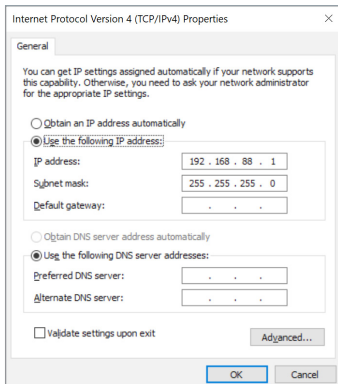 Internet Protocol Version 4 (TCP/IPv4) Properties
General
You can get IP settings assigned automatically if your network supports
this capability. Otherwise, you need to ask your network administrator
for the appropriate IP settings.
Obtain an IP address automatically
Use the following IP address:
IP address: 192 . 168 . 88 . 1
Subnet mask: 255 . 255 . 255 . 0
Default gateway: . . .
Obtain DNS server address automatically
Use the following DNS server addresses:
Preferred DNS server: . . .
Alternate DNS server: . . .
Validate settings upon exit
Advanced...
OK Cancel